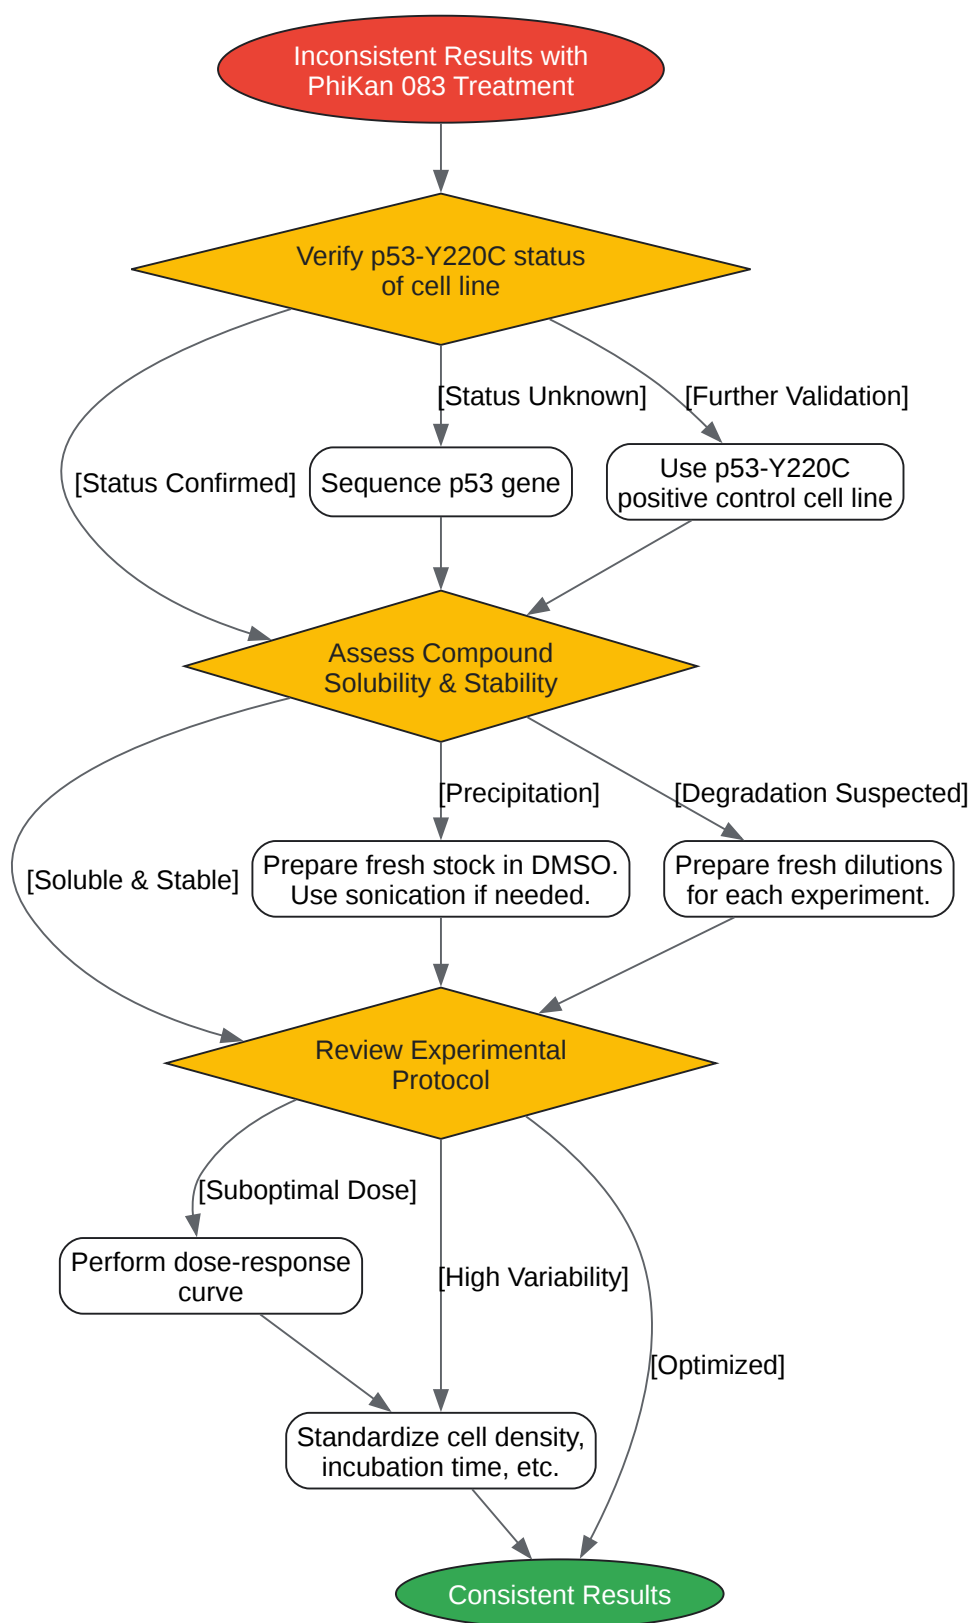 Inconsistent Results with
PhiKan 083 Treatment
Verify p53-Y220C status
of cell line
[Status Unknown]
[Further Validation]
[Status Confirmed]
Sequence p53 gene
Use p53-Y220C
positive control cell line
Assess Compound
Solubility & Stability
[Precipitation]
[Degradation Suspected]
[Soluble & Stable]
Prepare fresh stock in DMSO.
Use sonication if needed.
Prepare fresh dilutions
for each experiment.
Review Experimental
Protocol
[Suboptimal Dose]
Perform dose-response
curve
[High Variability]
[Optimized]
Standardize cell density,
incubation time, etc.
Consistent Results